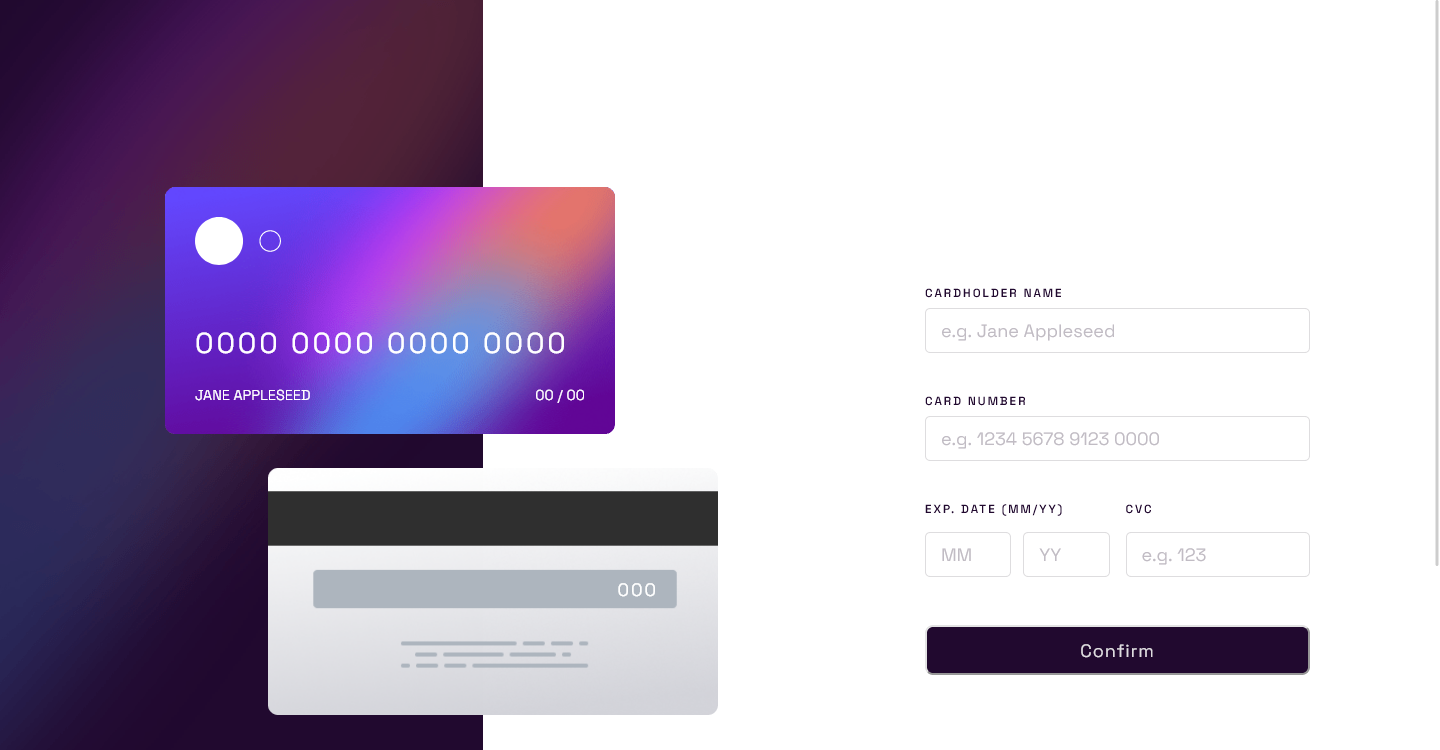 0000 0000 0000 0000
JANE APPLESEED 00 / 00
000
CARDHOLDER NAME
e.g. Jane Appleseed
CARD NUMBER
e.g. 1234 5678 9123 0000
EXP. DATE (MM/YY) CVC
MM YY e.g. 123
Confirm